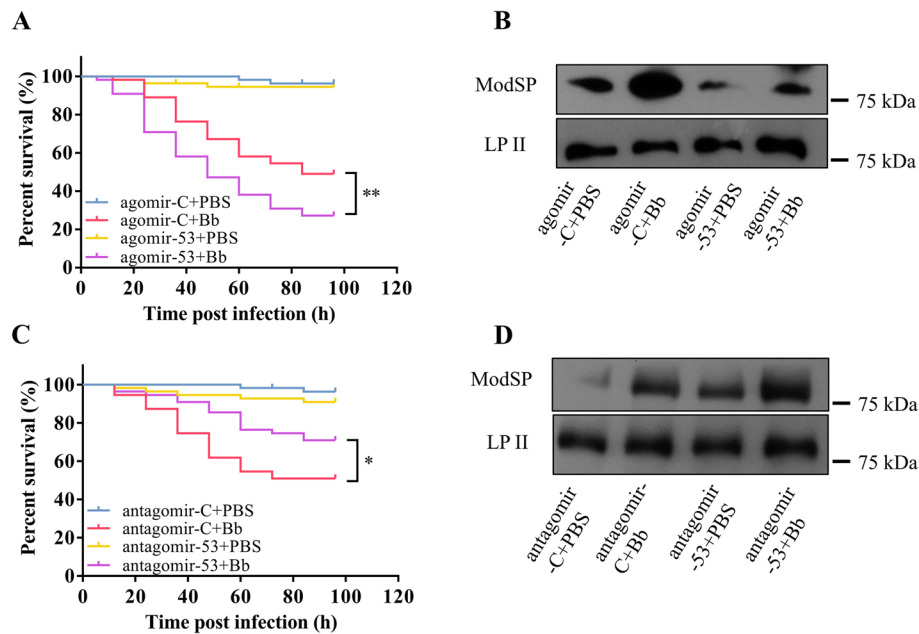 A
Percent survival (%)
100
80
60
40
20
0
0 20 40 60 80 100 120
Time post infection (h)
agomir-C+PBS
agomir-C+Bb
agomir-53+PBS
agomir-53+Bb
**
B
ModSP
75 kDa
LP II
75 kDa
agomir
-C+PBS
agomir
-C+Bb
agomir
-53+PBS
agomir
-53+Bb
C
Percent survival (%)
100
80
60
40
20
0
0 20 40 60 80 100 120
Time post infection (h)
antagomir-C+PBS
antagomir-C+Bb
antagomir-53+PBS
antagomir-53+Bb
*
D
ModSP
75 kDa
LP II
75 kDa
antagomir
-C+PBS
antagomir-
C+Bb
antagomir
-53+PBS
antagomir
-53+Bb